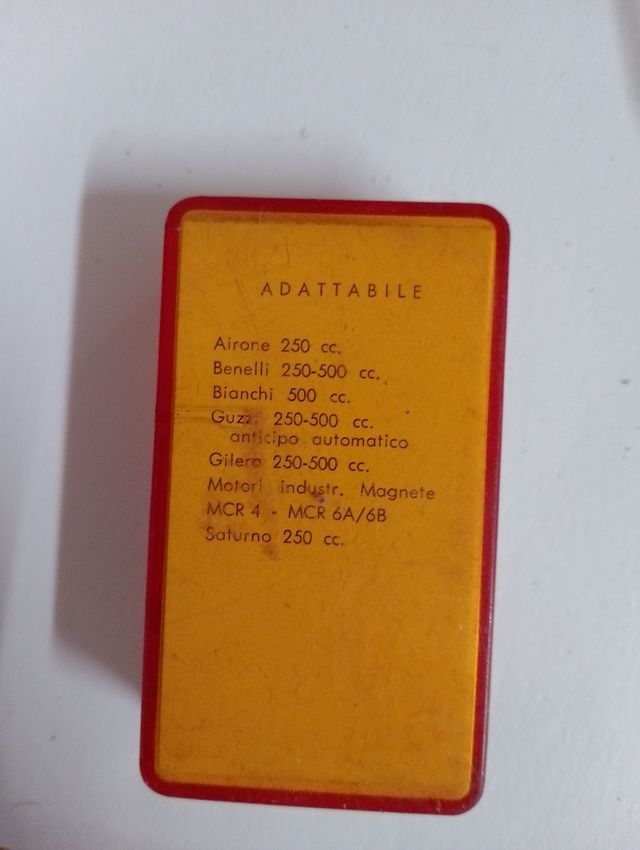 ADATTABILE
Airone 250 cc.
Benelli 250-500 cc.
Bianchi 500 cc.
Guzzi 250-500 cc.
anticipo automatico
Gilera 250-500 cc.
Motori industr. Magnete
MCR 4 - MCR 6A/6B
Saturno 250 cc.